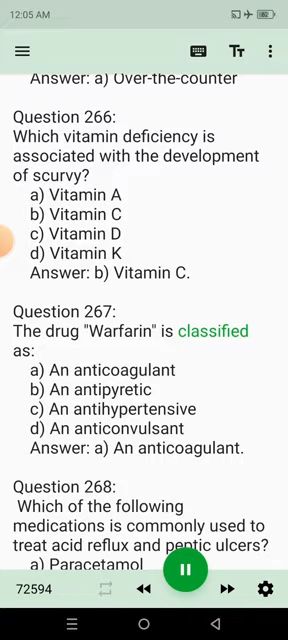 12:05 AM
Answer: a) Over-the-counter
Question 266:
Which vitamin deficiency is
associated with the development
of scurvy?
a) Vitamin A
b) Vitamin C
c) Vitamin D
d) Vitamin K
Answer: b) Vitamin C.
Question 267:
The drug "Warfarin" is classified
as:
a) An anticoagulant
b) An antipyretic
c) An antihypertensive
d) An anticonvulsant
Answer: a) An anticoagulant.
Question 268:
Which of the following
medications is commonly used to
treat acid reflux and peptic ulcers?
a) Paracetamol
72594